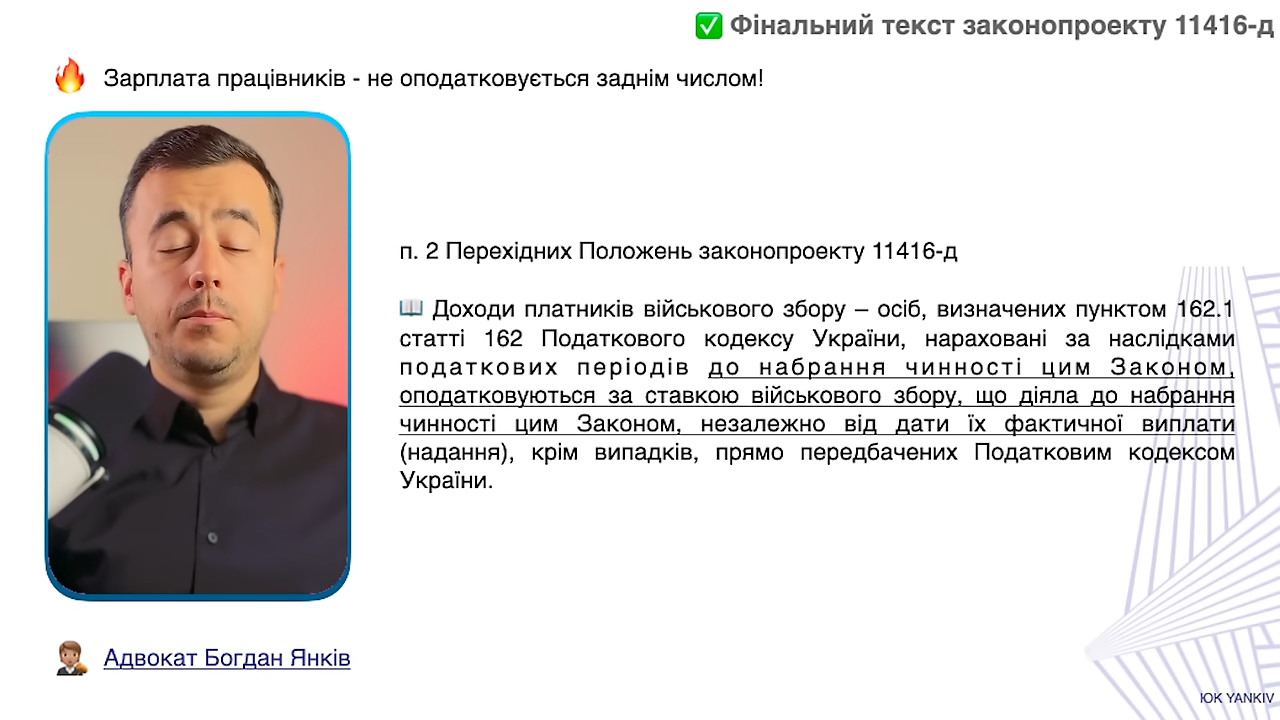 ✅ Фінальний текст законопроекту 11416-д
🔥 Зарплата працівників - не оподатковується заднім числом!
п. 2 Перехідних Положень законопроекту 11416-д
📖 Доходи платників військового збору – осіб, визначених пунктом 162.1
статті 162 Податкового кодексу України, нараховані за наслідками
податкових періодів до набрання чинності цим Законом,
оподатковуються за ставкою військового збору, що діяла до набрання
чинності цим Законом, незалежно від дати їх фактичної виплати
(надання), крім випадків, прямо передбачених Податковим кодексом
України.
Адвокат Богдан Янків
ЮК YANKIV